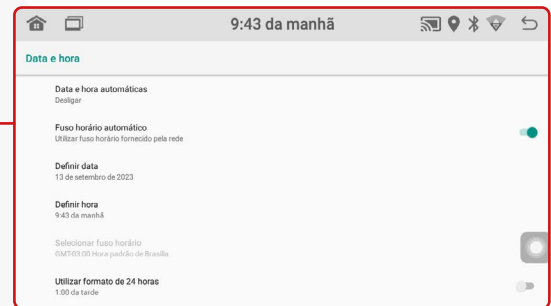 9:43 da manhã
Data e hora
Data e hora automáticas
Desligar
Fuso horário automático
Utilizar fuso horário fornecido pela rede
Definir data
13 de setembro de 2023
Definir hora
9:43 da manhã
Selecionar fuso horário
GMT-03:00 Hora padrão de Brasília
Utilizar formato de 24 horas
1:00 da tarde